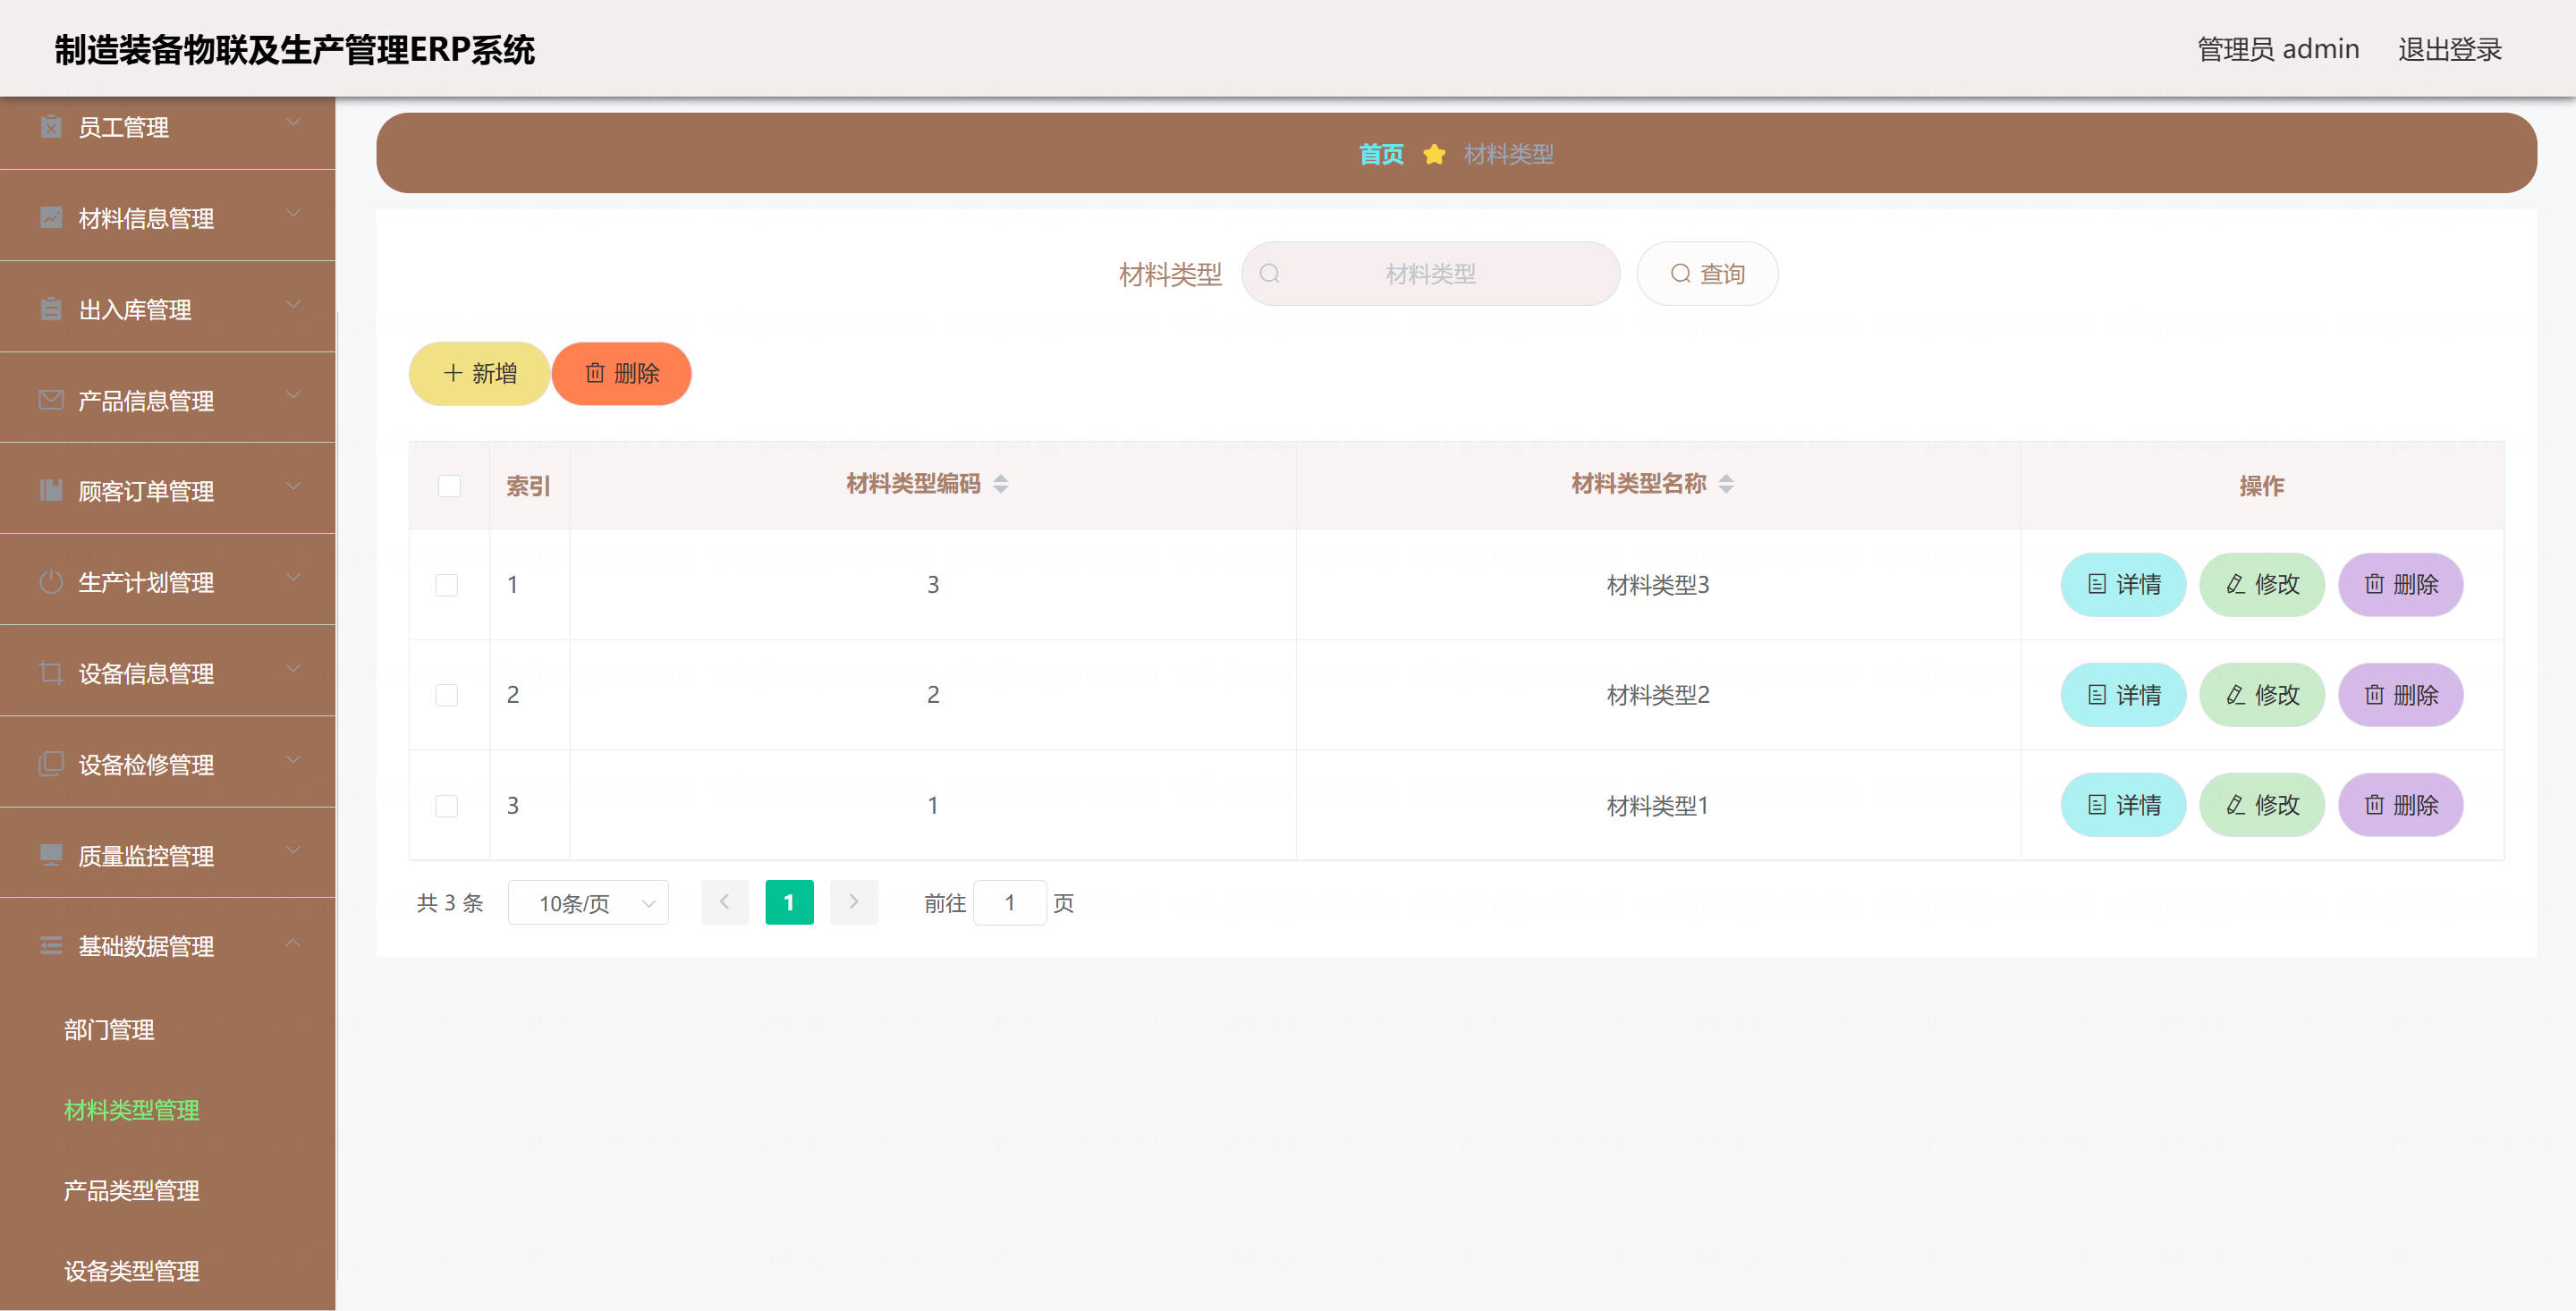 制造装备物联及生产管理ERP系统
管理员 admin 退出登录
员工管理
材料信息管理
出入库管理
产品信息管理
顾客订单管理
生产计划管理
设备信息管理
设备检修管理
质量监控管理
基础数据管理
部门管理
材料类型管理
产品类型管理
设备类型管理
首页 材料类型
材料类型 材料类型 查询
新增 删除
索引 材料类型编码 材料类型名称 操作
1 3 材料类型3 详情 修改 删除
2 2 材料类型2 详情 修改 删除
3 1 材料类型1 详情 修改 删除
共 3 条 10条/页 1 前往 1 页